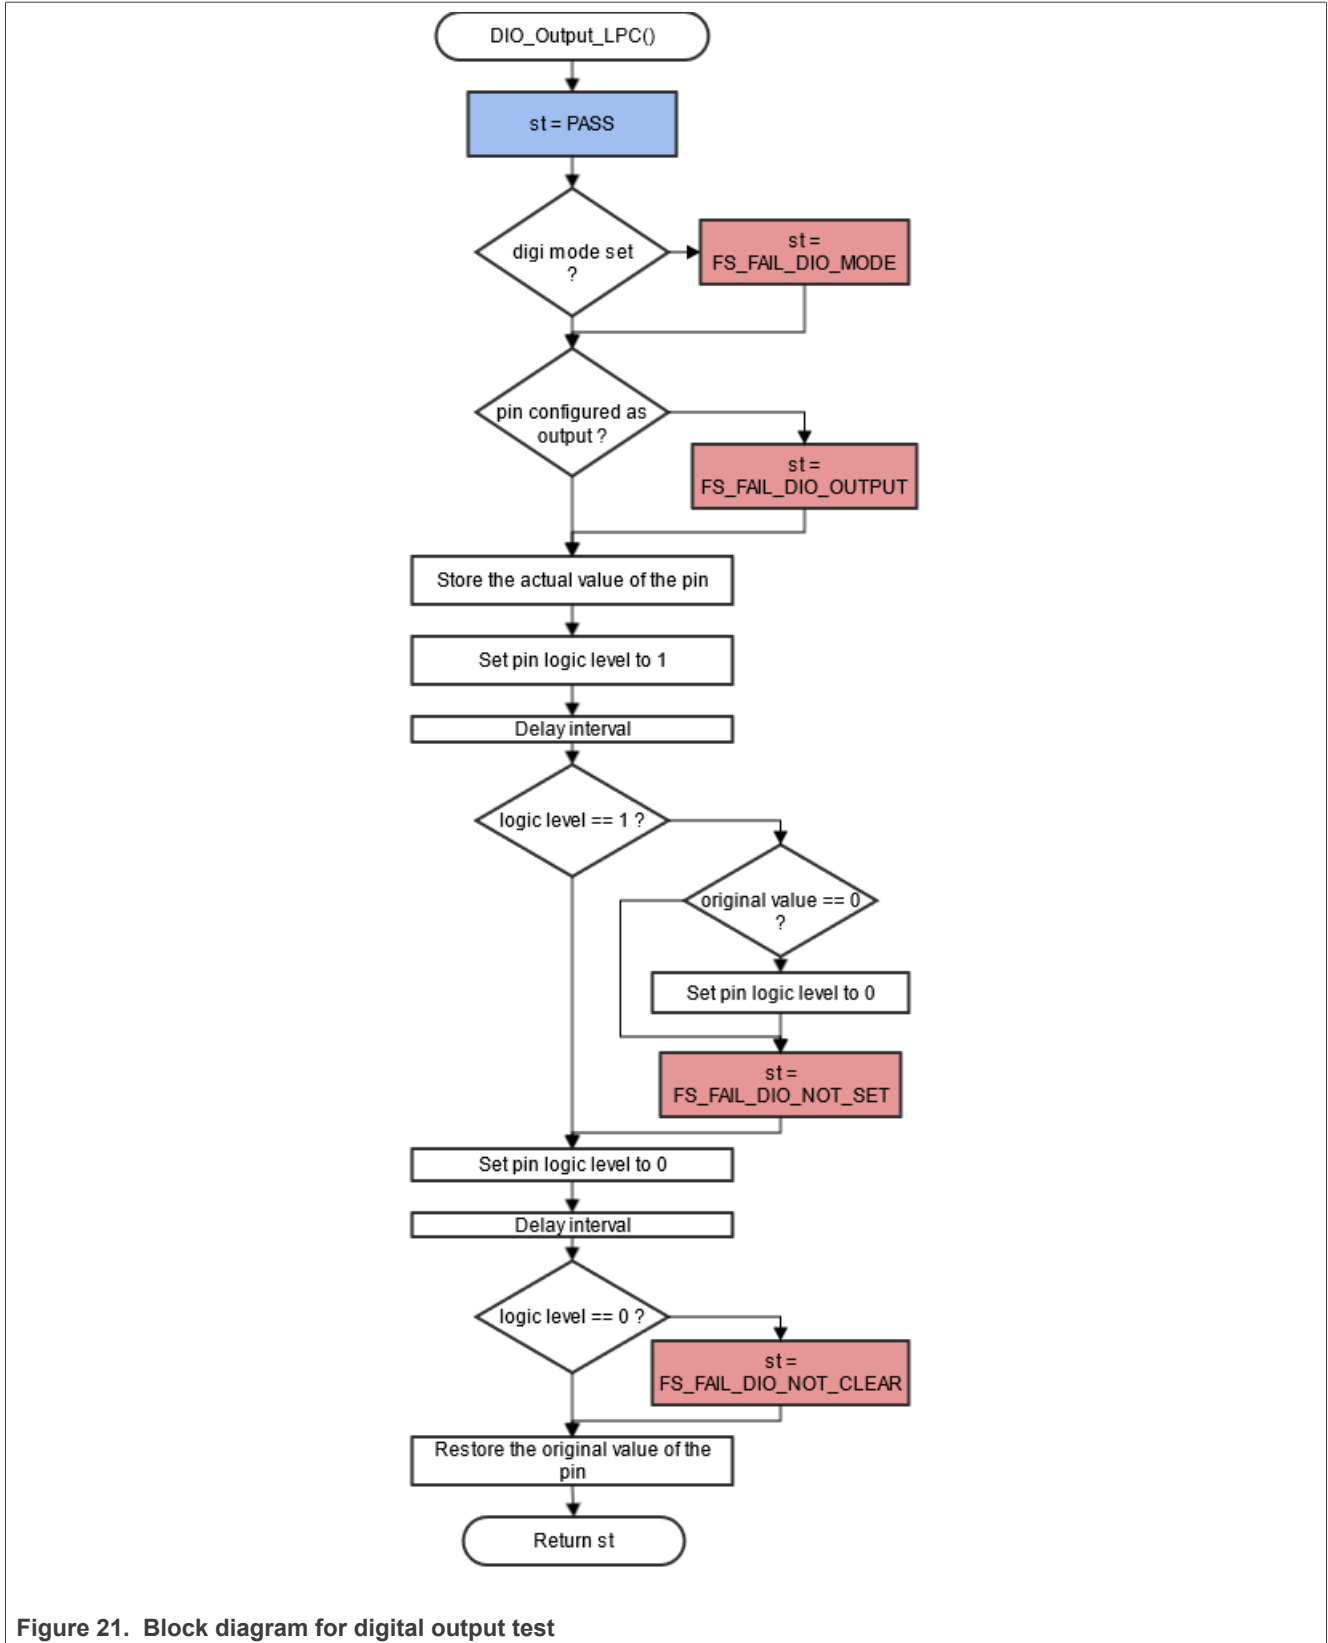 DIO_Output_LPC()
st = PASS
digi mode set
?
st =
FS_FAIL_DIO_MODE
pin configured as
output ?
st =
FS_FAIL_DIO_OUTPUT
Store the actual value of the pin
Set pin logic level to 1
Delay interval
logic level == 1 ?
original value == 0
?
Set pin logic level to 0
st =
FS_FAIL_DIO_NOT_SET
Set pin logic level to 0
Delay interval
logic level == 0 ?
st =
FS_FAIL_DIO_NOT_CLEAR
Restore the original value of the
pin
Return st
Figure 21. Block diagram for digital output test